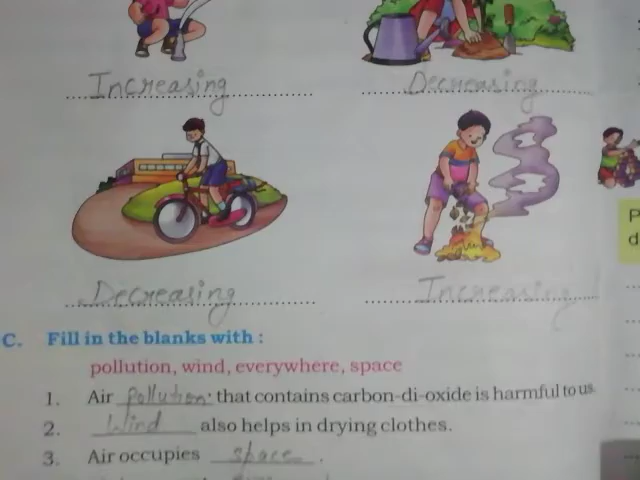 Increasing Decreasing
Decreasing Increasing
C. Fill in the blanks with :
pollution, wind, everywhere, space
1. Air pollution that contains carbon-di-oxide is harmful to us.
2. Wind also helps in drying clothes.
3. Air occupies space .
P
d